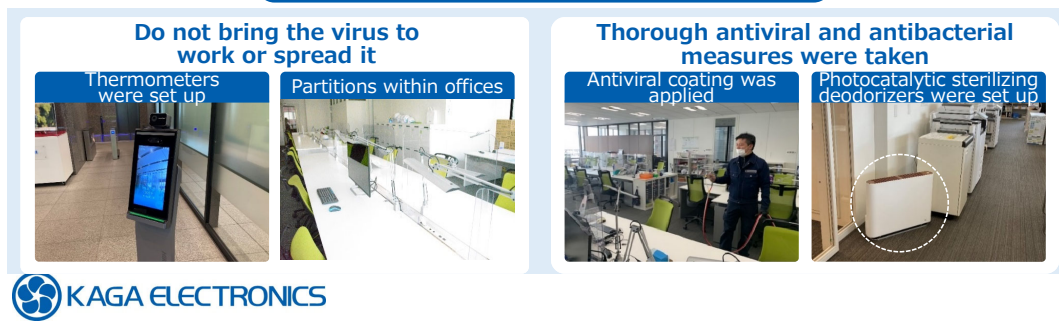 Do not bring the virus to
work or spread it
Thermometers
were set up
Partitions within offices
Thorough antiviral and antibacterial
measures were taken
Antiviral coating was
applied
Photocatalytic sterilizing
deodorizers were set up
KAGA ELECTRONICS